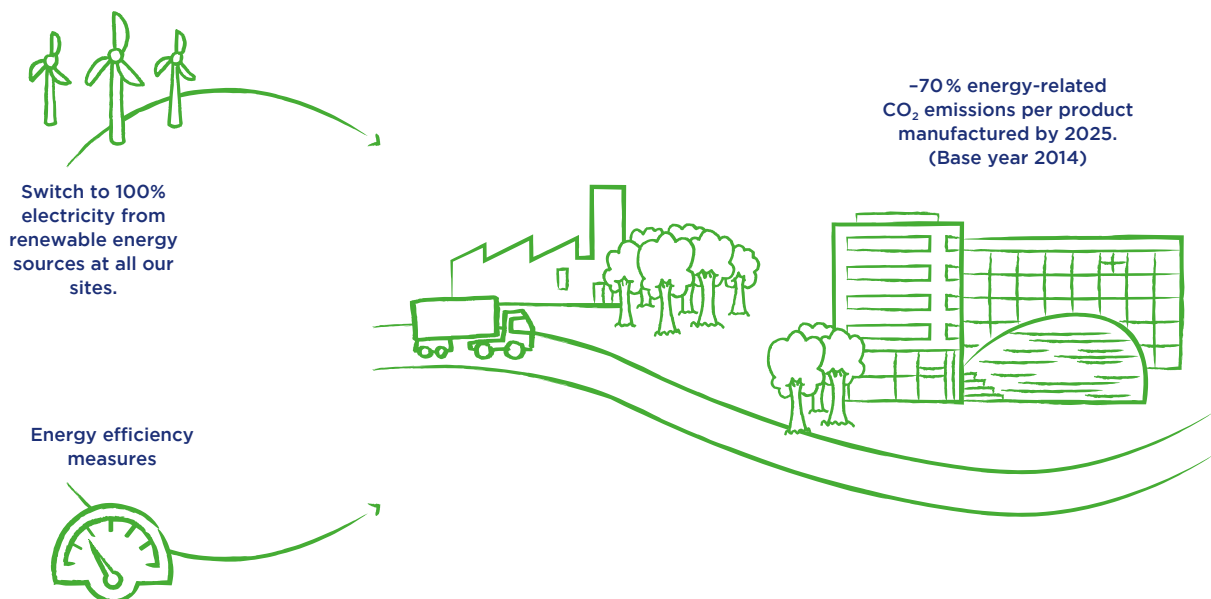 –70% energy-related
CO₂ emissions per product
manufactured by 2025.
(Base year 2014)
Switch to 100%
electricity from
renewable energy
sources at all our
sites.
Energy efficiency
measures